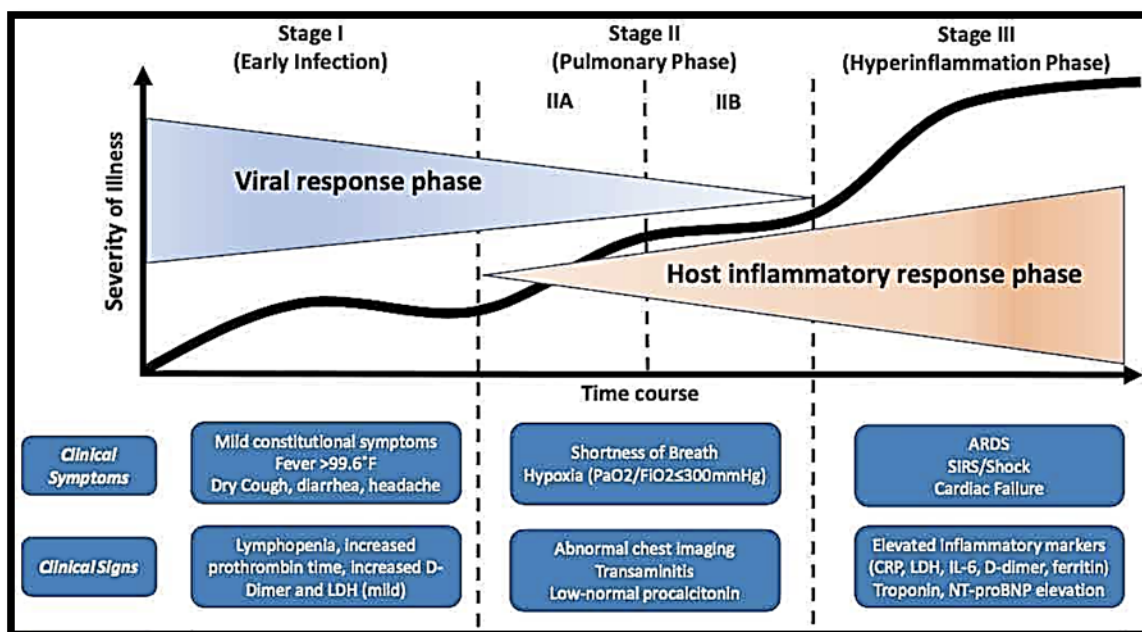 Stage I
(Early Infection)
Stage II
(Pulmonary Phase)
IIA
IIB
Stage III
(Hyperinflammation Phase)
Severity of Illness
Viral response phase
Host inflammatory response phase
Time course
Clinical
Symptoms
Mild constitutional symptoms
Fever >99.6°F
Dry Cough, diarrhea, headache
Shortness of Breath
Hypoxia (PaO2/FiO2≤300mmHg)
ARDS
SIRS/Shock
Cardiac Failure
Clinical Signs
Lymphopenia, increased
prothrombin time, increased D-
Dimer and LDH (mild)
Abnormal chest imaging
Transaminitis
Low-normal procalcitonin
Elevated inflammatory markers
(CRP, LDH, IL-6, D-dimer, ferritin)
Troponin, NT-proBNP elevation